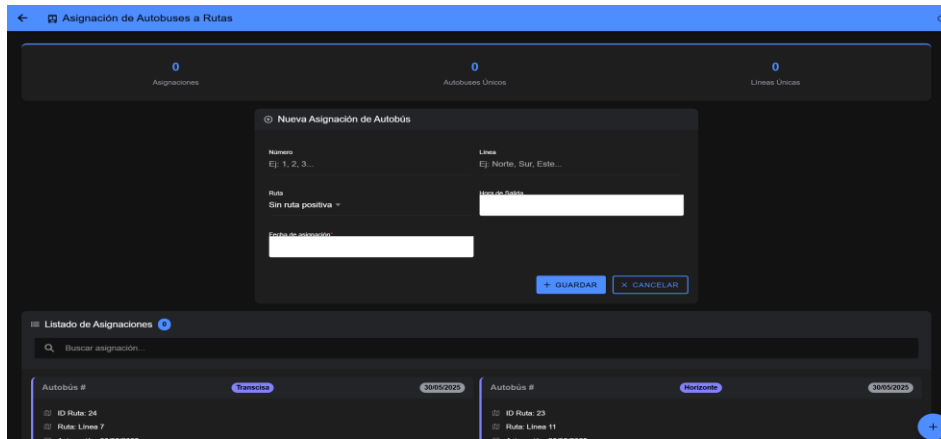 Asignación de Autobuses a Rutas
0 0 0
Asignaciones Autobuses Únicos Líneas Únicas
Nueva Asignación de Autobús
Número Línea
Ej: 1, 2, 3... Ej: Norte, Sur, Este...
Ruta Hora de Salida
Sin ruta positiva
Fecha de asignación:
+ GUARDAR × CANCELAR
Listado de Asignaciones 0
Buscar asignación...
Autobús # Transcisa 30/05/2025 Autobús # Horizonte 30/05/2025
ID Ruta: 24 ID Ruta: 23
Ruta: Línea 7 Ruta: Línea 11